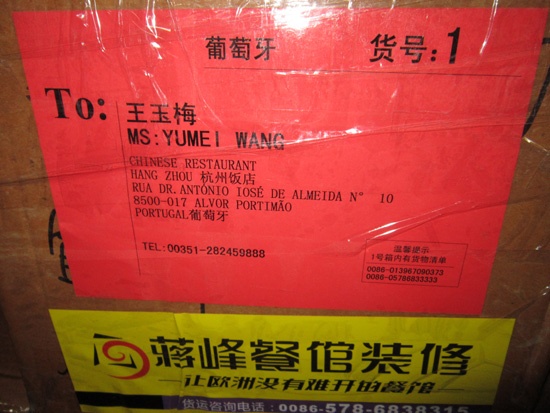 葡萄牙 货号:1
To: 王玉梅
MS:YUMEI WANG
CHINESE RESTAURANT
HANG ZHOU 杭州饭店
RUA DR.ANTÓNIO IOSÉ DE ALMEIDA N° 10
8500-017 ALVOR PORTIMÃO
PORTUGAL葡萄牙
TEL:00351-282459888
温馨提示
1号箱内有货物清单
0086-013967090373
0086-05786833333
蒋峰餐馆装修
—让欧洲没有难开的餐馆—
货运咨询电话:0086-578-683831